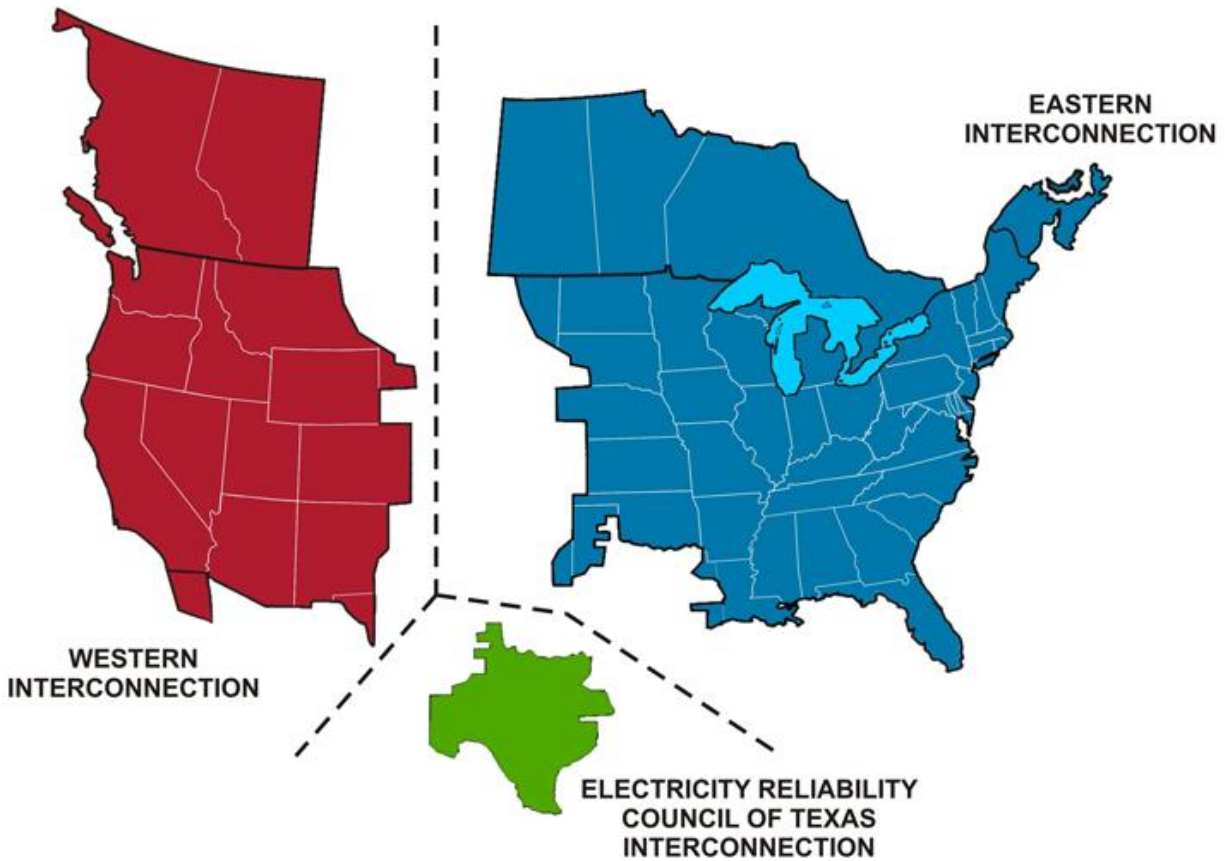 EASTERN
INTERCONNECTION
WESTERN
INTERCONNECTION
ELECTRICITY RELIABILITY
COUNCIL OF TEXAS
INTERCONNECTION